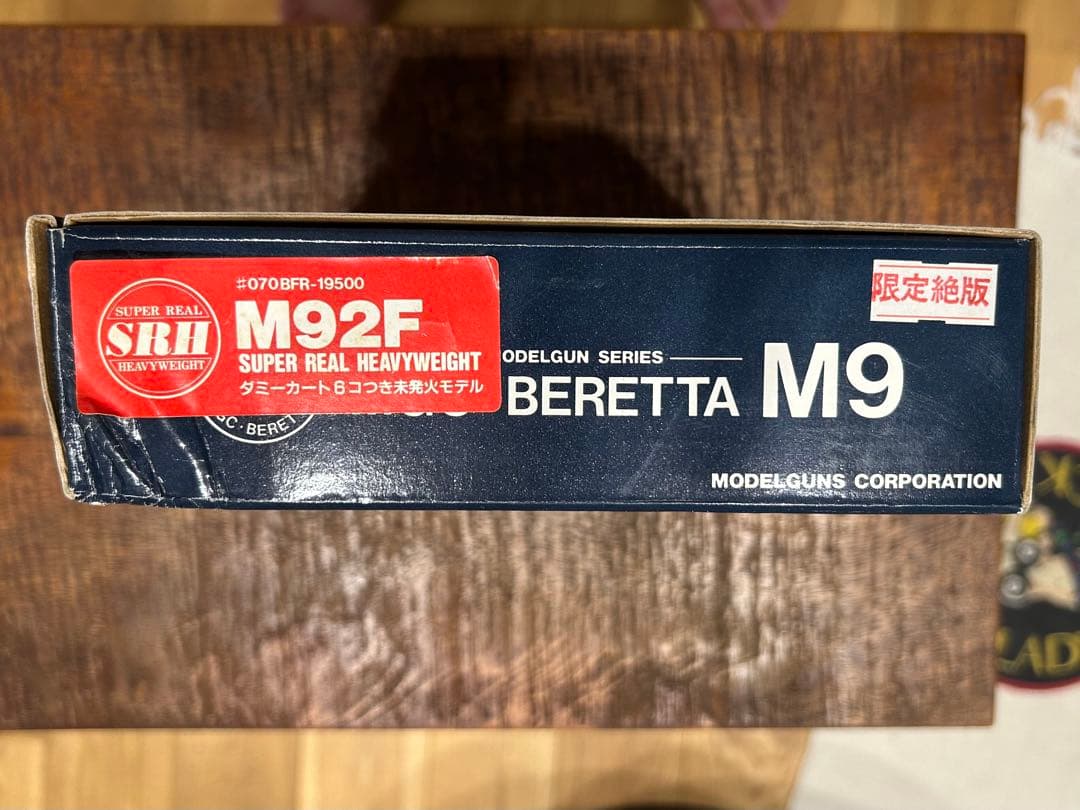 #070BFR-19500
SUPER REAL
SRH
HEAVYWEIGHT
M92F
SUPER REAL HEAVYWEIGHT
ダミーカート6コつき未発火モデル
限定絶版
ODELGUN SERIES
BERETTA M9
MODELGUNS CORPORATION